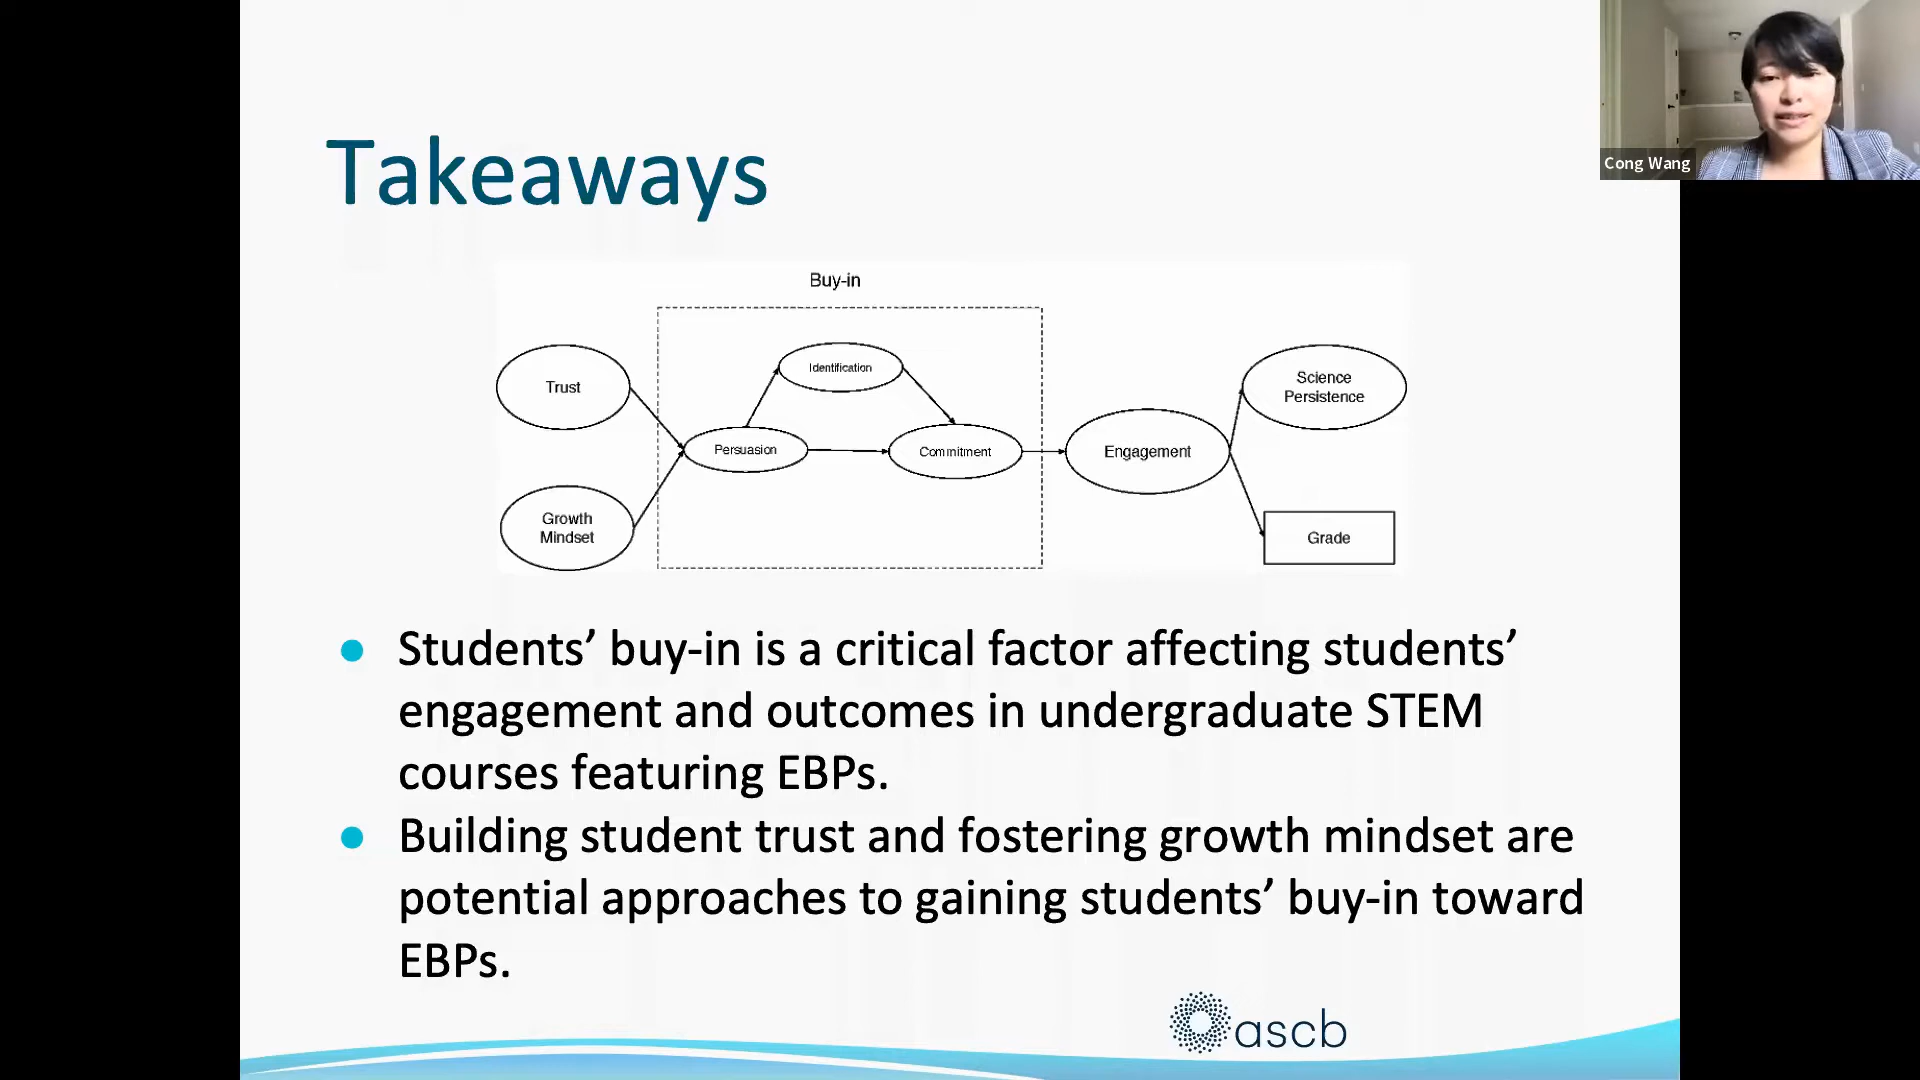 Cong Wang
Takeaways
Buy-in
Identification
Trust
Persuasion
Commitment
Growth
Mindset
Engagement
Science
Persistence
Grade
● Students’ buy-in is a critical factor affecting students’
engagement and outcomes in undergraduate STEM
courses featuring EBPs.
● Building student trust and fostering growth mindset are
potential approaches to gaining students’ buy-in toward
EBPs.
ascb